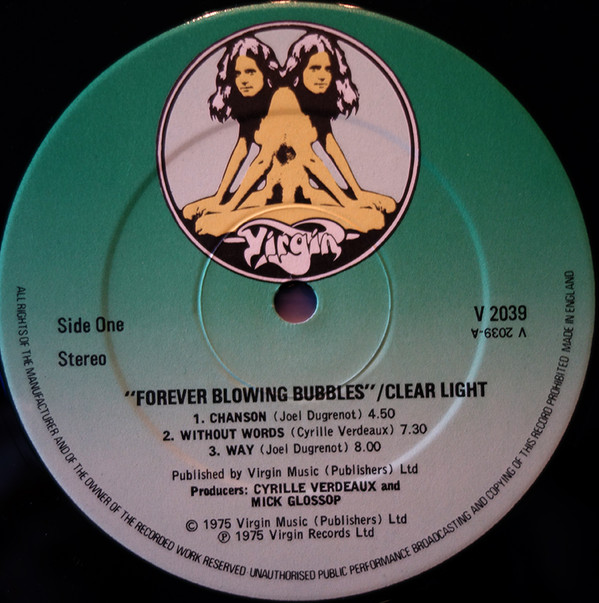 Virgin
Side One
Stereo
V 2039
V 2039-A
"FOREVER BLOWING BUBBLES"/CLEAR LIGHT
1. CHANSON (Joel Dugrenot) 4.50
2. WITHOUT WORDS (Cyrille Verdeaux) 7.30
3. WAY (Joel Dugrenot) 8.00
Published by Virgin Music (Publishers) Ltd
Producers: CYRILLE VERDEAUX and
MICK GLOSSOP
© 1975 Virgin Music (Publishers) Ltd
℗ 1975 Virgin Records Ltd
ALL RIGHTS OF THE MANUFACTURER AND OF THE OWNER OF THE RECORDED WORK RESERVED·UNAUTHORISED PUBLIC PERFORMANCE BROADCASTING AND COPYING OF THIS RECORD PROHIBITED MADE IN ENGLAND